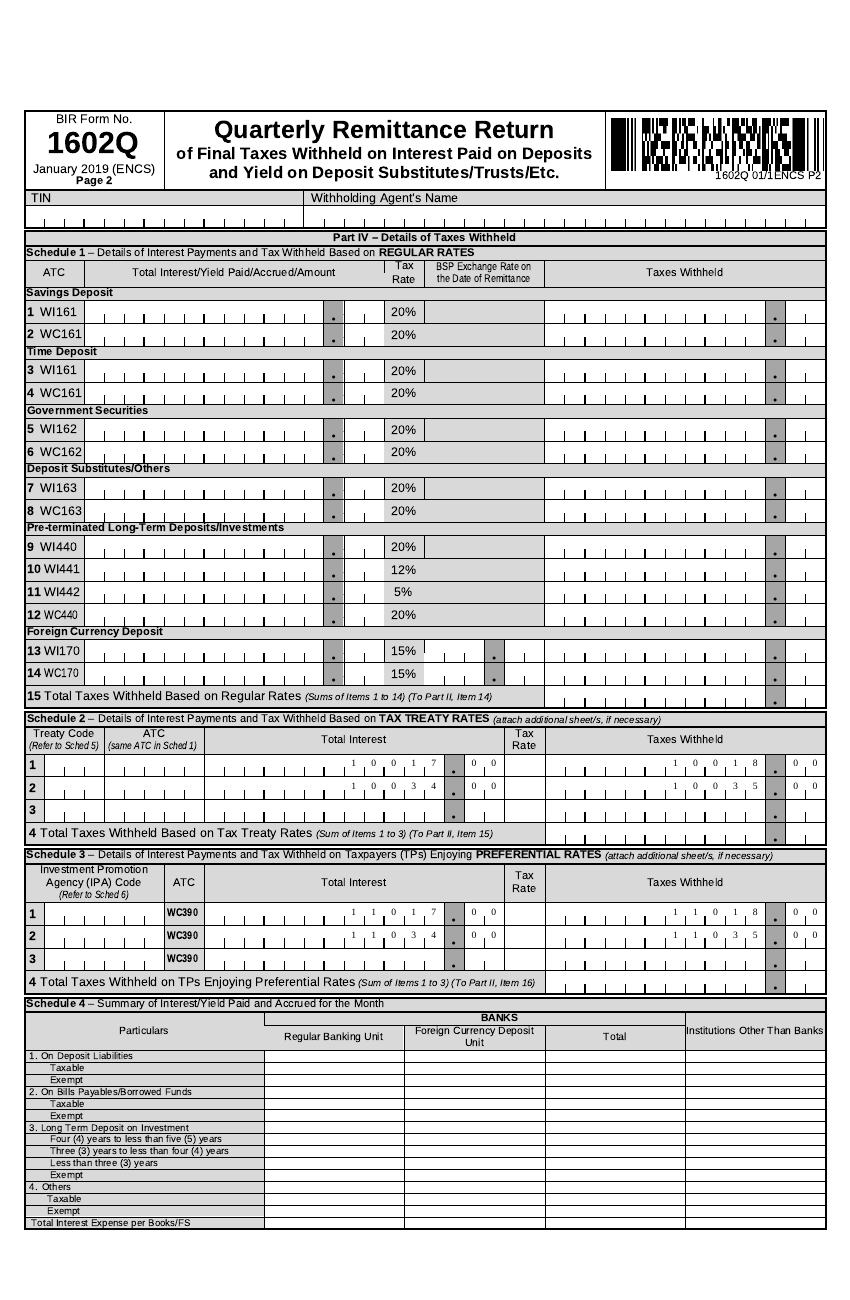 BIR Form No.
1602Q
January 2019 (ENCS)
Page 2
Quarterly Remittance Return
of Final Taxes Withheld on Interest Paid on Deposits
and Yield on Deposit Substitutes/Trusts/Etc.
1602Q 01/1ENCS P2
TIN Withholding Agent's Name
Part IV – Details of Taxes Withheld
Schedule 1 – Details of Interest Payments and Tax Withheld Based on REGULAR RATES
ATC Total Interest/Yield Paid/Accrued/Amount Tax Rate BSP Exchange Rate on the Date of Remittance Taxes Withheld
Savings Deposit
1 WI161 . 20% .
2 WC161 . 20% .
Time Deposit
3 WI161 . 20% .
4 WC161 . 20% .
Government Securities
5 WI162 . 20% .
6 WC162 . 20% .
Deposit Substitutes/Others
7 WI163 . 20% .
8 WC163 . 20% .
Pre-terminated Long-Term Deposits/Investments
9 WI440 . 20% .
10 WI441 . 12% .
11 WI442 . 5% .
12 WC440 . 20% .
Foreign Currency Deposit
13 WI170 . 15% . .
14 WC170 . 15% . .
15 Total Taxes Withheld Based on Regular Rates (Sums of Items 1 to 14) (To Part II, Item 14) .
Schedule 2 – Details of Interest Payments and Tax Withheld Based on TAX TREATY RATES (attach additional sheet/s, if necessary)
Treaty Code (Refer to Sched 5) ATC (same ATC in Sched 1) Total Interest Tax Rate Taxes Withheld
1 1 0 0 1 7 . 0 0 1 0 0 1 8 . 0 0
2 1 0 0 3 4 . 0 0 1 0 0 3 5 . 0 0
3 . .
4 Total Taxes Withheld Based on Tax Treaty Rates (Sum of Items 1 to 3) (To Part II, Item 15) .
Schedule 3 – Details of Interest Payments and Tax Withheld on Taxpayers (TPs) Enjoying PREFERENTIAL RATES (attach additional sheet/s, if necessary)
Investment Promotion Agency (IPA) Code (Refer to Sched 6) ATC Total Interest Tax Rate Taxes Withheld
1 WC390 1 1 0 1 7 . 0 0 1 1 0 1 8 . 0 0
2 WC390 1 1 0 3 4 . 0 0 1 1 0 3 5 . 0 0
3 WC390 . .
4 Total Taxes Withheld on TPs Enjoying Preferential Rates (Sum of Items 1 to 3) (To Part II, Item 16) .
Schedule 4 – Summary of Interest/Yield Paid and Accrued for the Month
Particulars BANKS Institutions Other Than Banks
Regular Banking Unit Foreign Currency Deposit Unit Total
1. On Deposit Liabilities
Taxable
Exempt
2. On Bills Payables/Borrowed Funds
Taxable
Exempt
3. Long Term Deposit on Investment
Four (4) years to less than five (5) years
Three (3) years to less than four (4) years
Less than three (3) years
Exempt
4. Others
Taxable
Exempt
Total Interest Expense per Books/FS